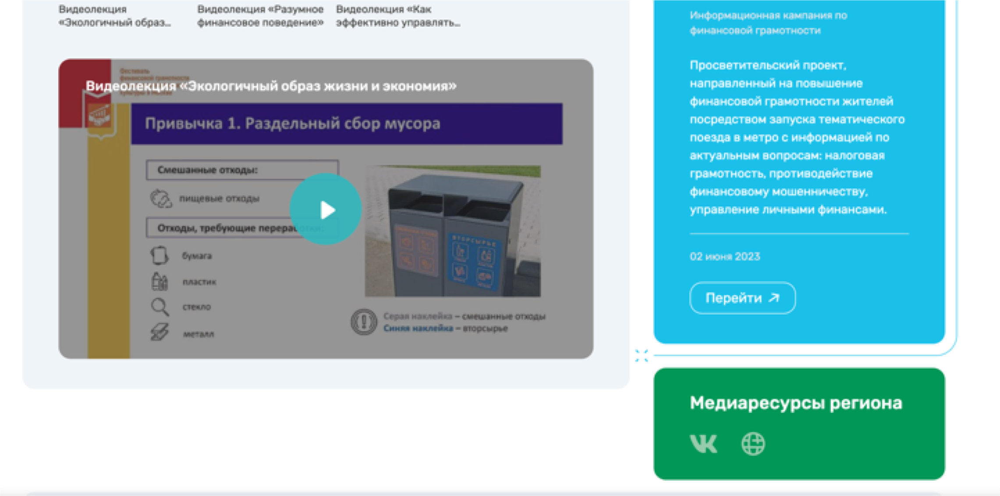 Видеолекция
«Экологичный образ...
Видеолекция «Разумное
финансовое поведение»
Видеолекция «Как
эффективно управлять...
Фестиваль
финансовой грамотности
Видеолекция «Экологичный образ жизни и экономия»
Привычка 1. Раздельный сбор мусора
Смешанные отходы:
пищевые отходы
Отходы, требующие переработки:
бумага
пластик
стекло
металл
ВТОРСЫРЬЕ
Серая наклейка – смешанные отходы
Синяя наклейка – вторсырье
Информационная кампания по
финансовой грамотности
Просветительский проект,
направленный на повышение
финансовой грамотности жителей
посредством запуска тематического
поезда в метро с информацией по
актуальным вопросам: налоговая
грамотность, противодействие
финансовому мошенничеству,
управление личными финансами.
02 июня 2023
Перейти
Медиаресурсы региона